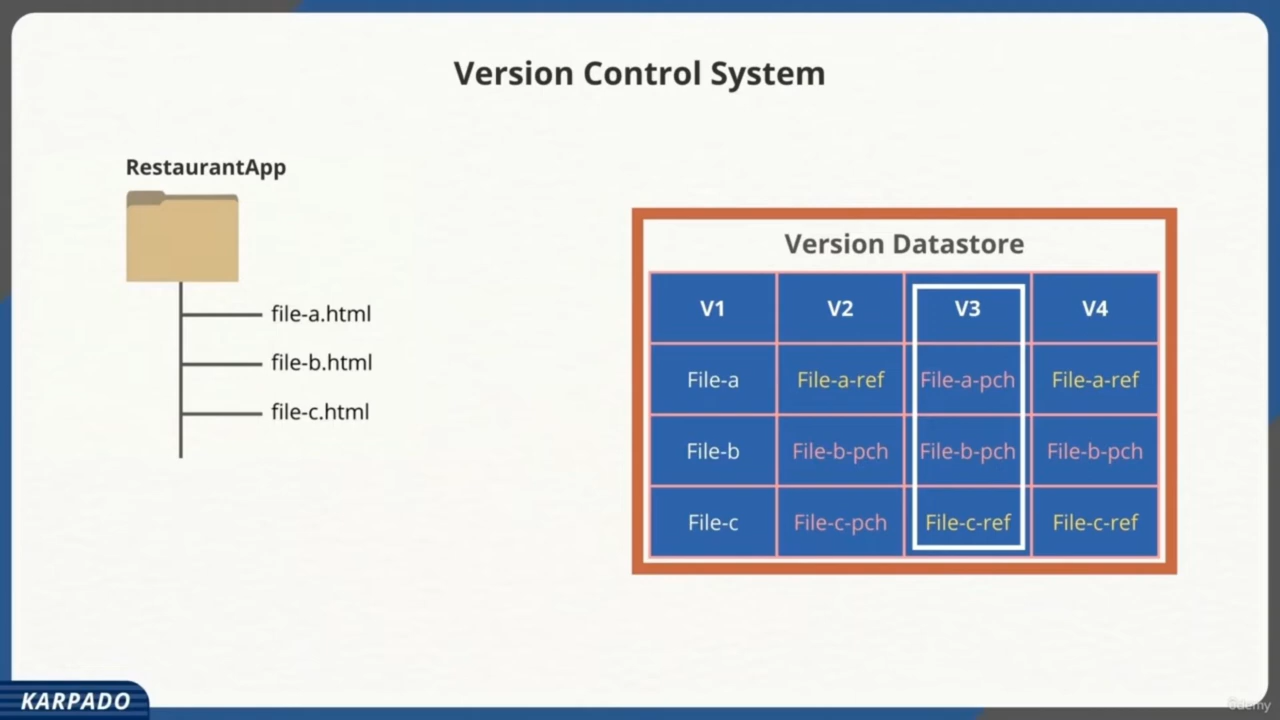 Version Control System
RestaurantApp
file-a.html
file-b.html
file-c.html
Version Datastore
V1 V2 V3 V4
File-a File-a-ref File-a-pch File-a-ref
File-b File-b-pch File-b-pch File-b-pch
File-c File-c-pch File-c-ref File-c-ref
KARPADO
Udemy